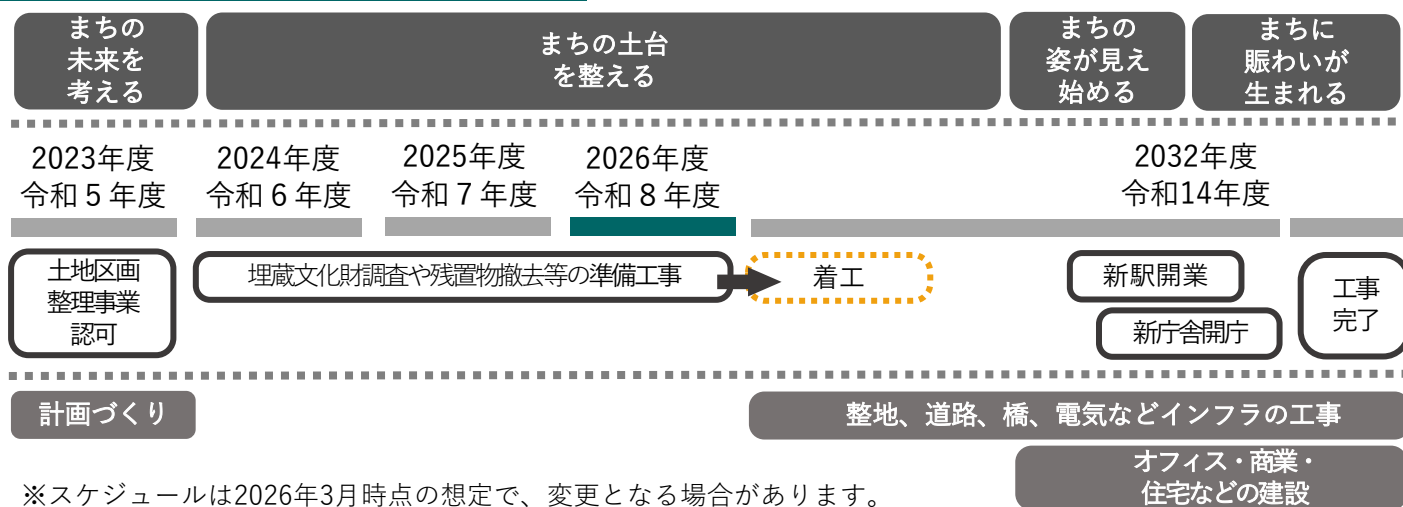 まちの
未来を
考える
まちの土台
を整える
まちの
姿が見え
始める
まちに
賑わいが
生まれる
2023年度
令和５年度
2024年度
令和６年度
2025年度
令和７年度
2026年度
令和８年度
2032年度
令和14年度
土地区画
整理事業
認可
埋蔵文化財調査や残置物撤去等の準備工事
着工
新駅開業
新庁舎開庁
工事
完了
計画づくり
整地、道路、橋、電気などインフラの工事
オフィス・商業・
住宅などの建設
※スケジュールは2026年3月時点の想定で、変更となる場合があります。